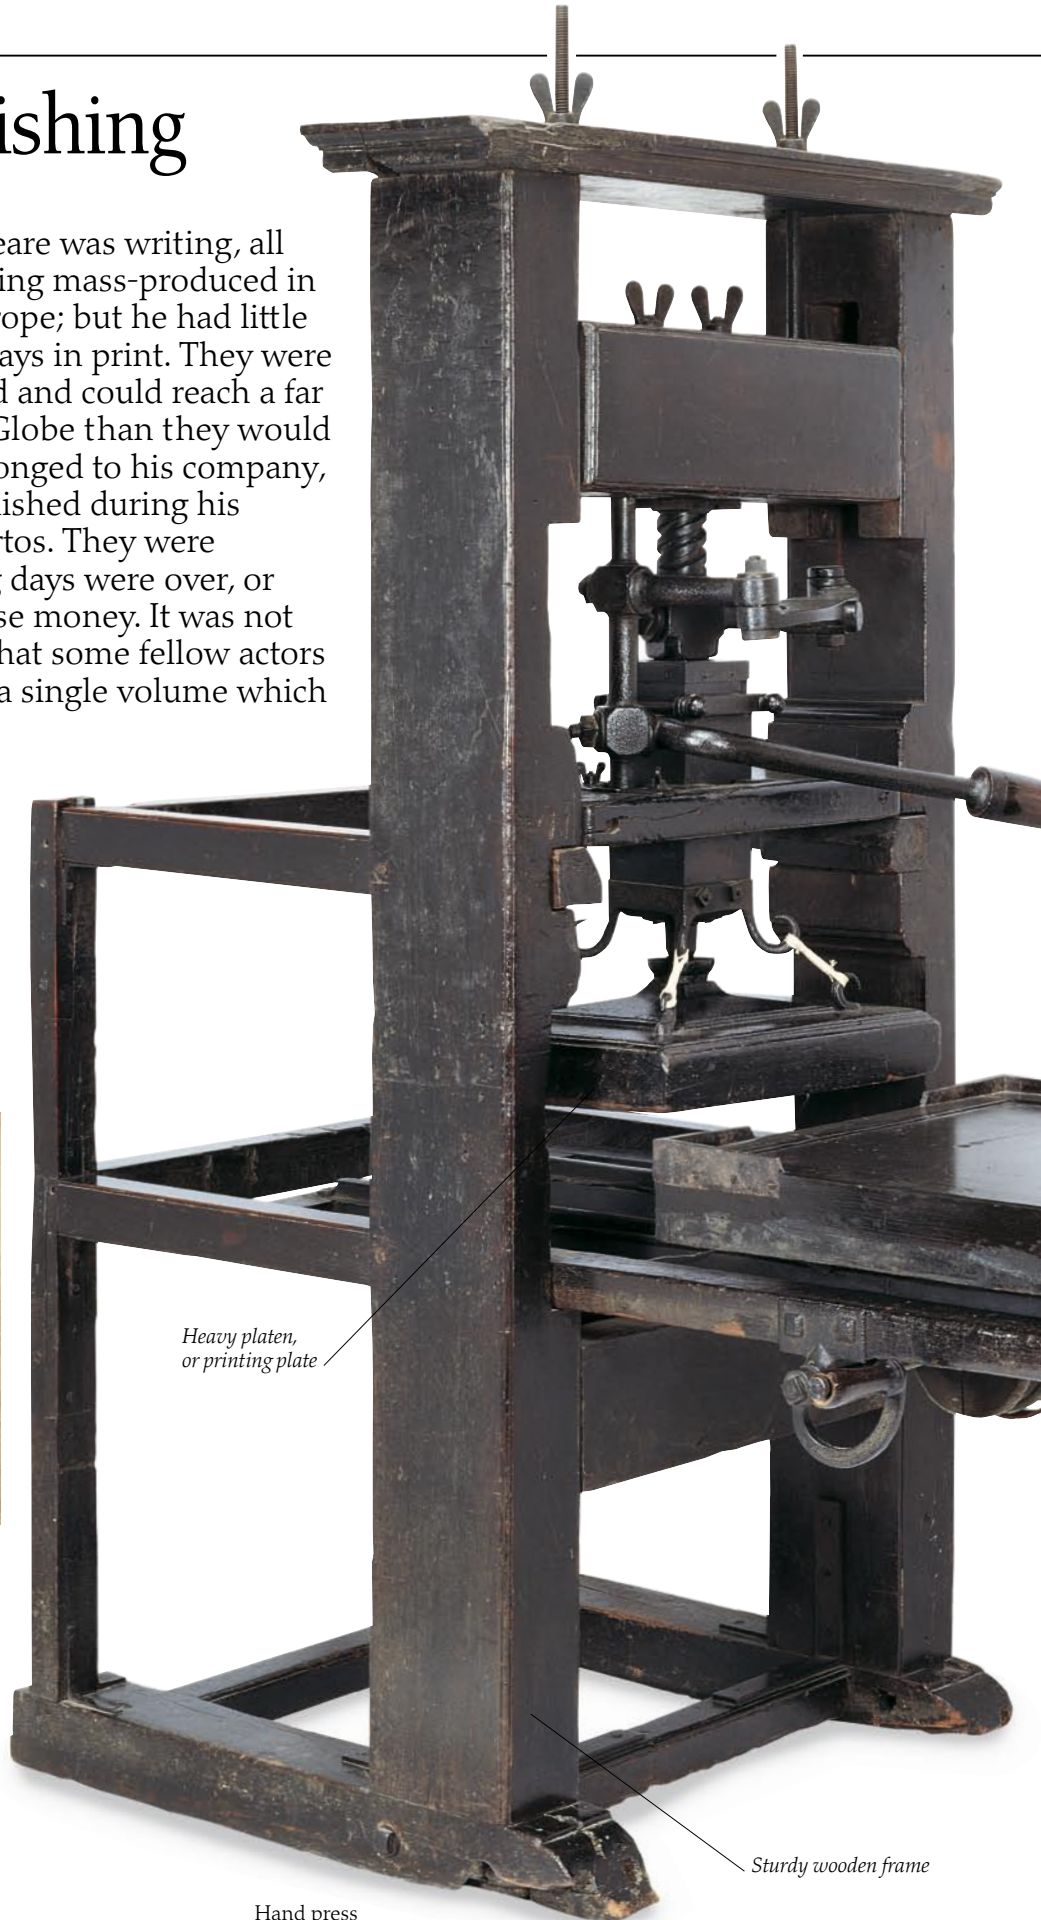 ishing
eare was writing, all
ing mass-produced in
rope; but he had little
ays in print. They were
d and could reach a far
Globe than they would
onged to his company,
ished during his
rtos. They were
g days were over, or
se money. It was not
hat some fellow actors
a single volume which
Heavy platen,
or printing plate
Sturdy wooden frame
Hand press